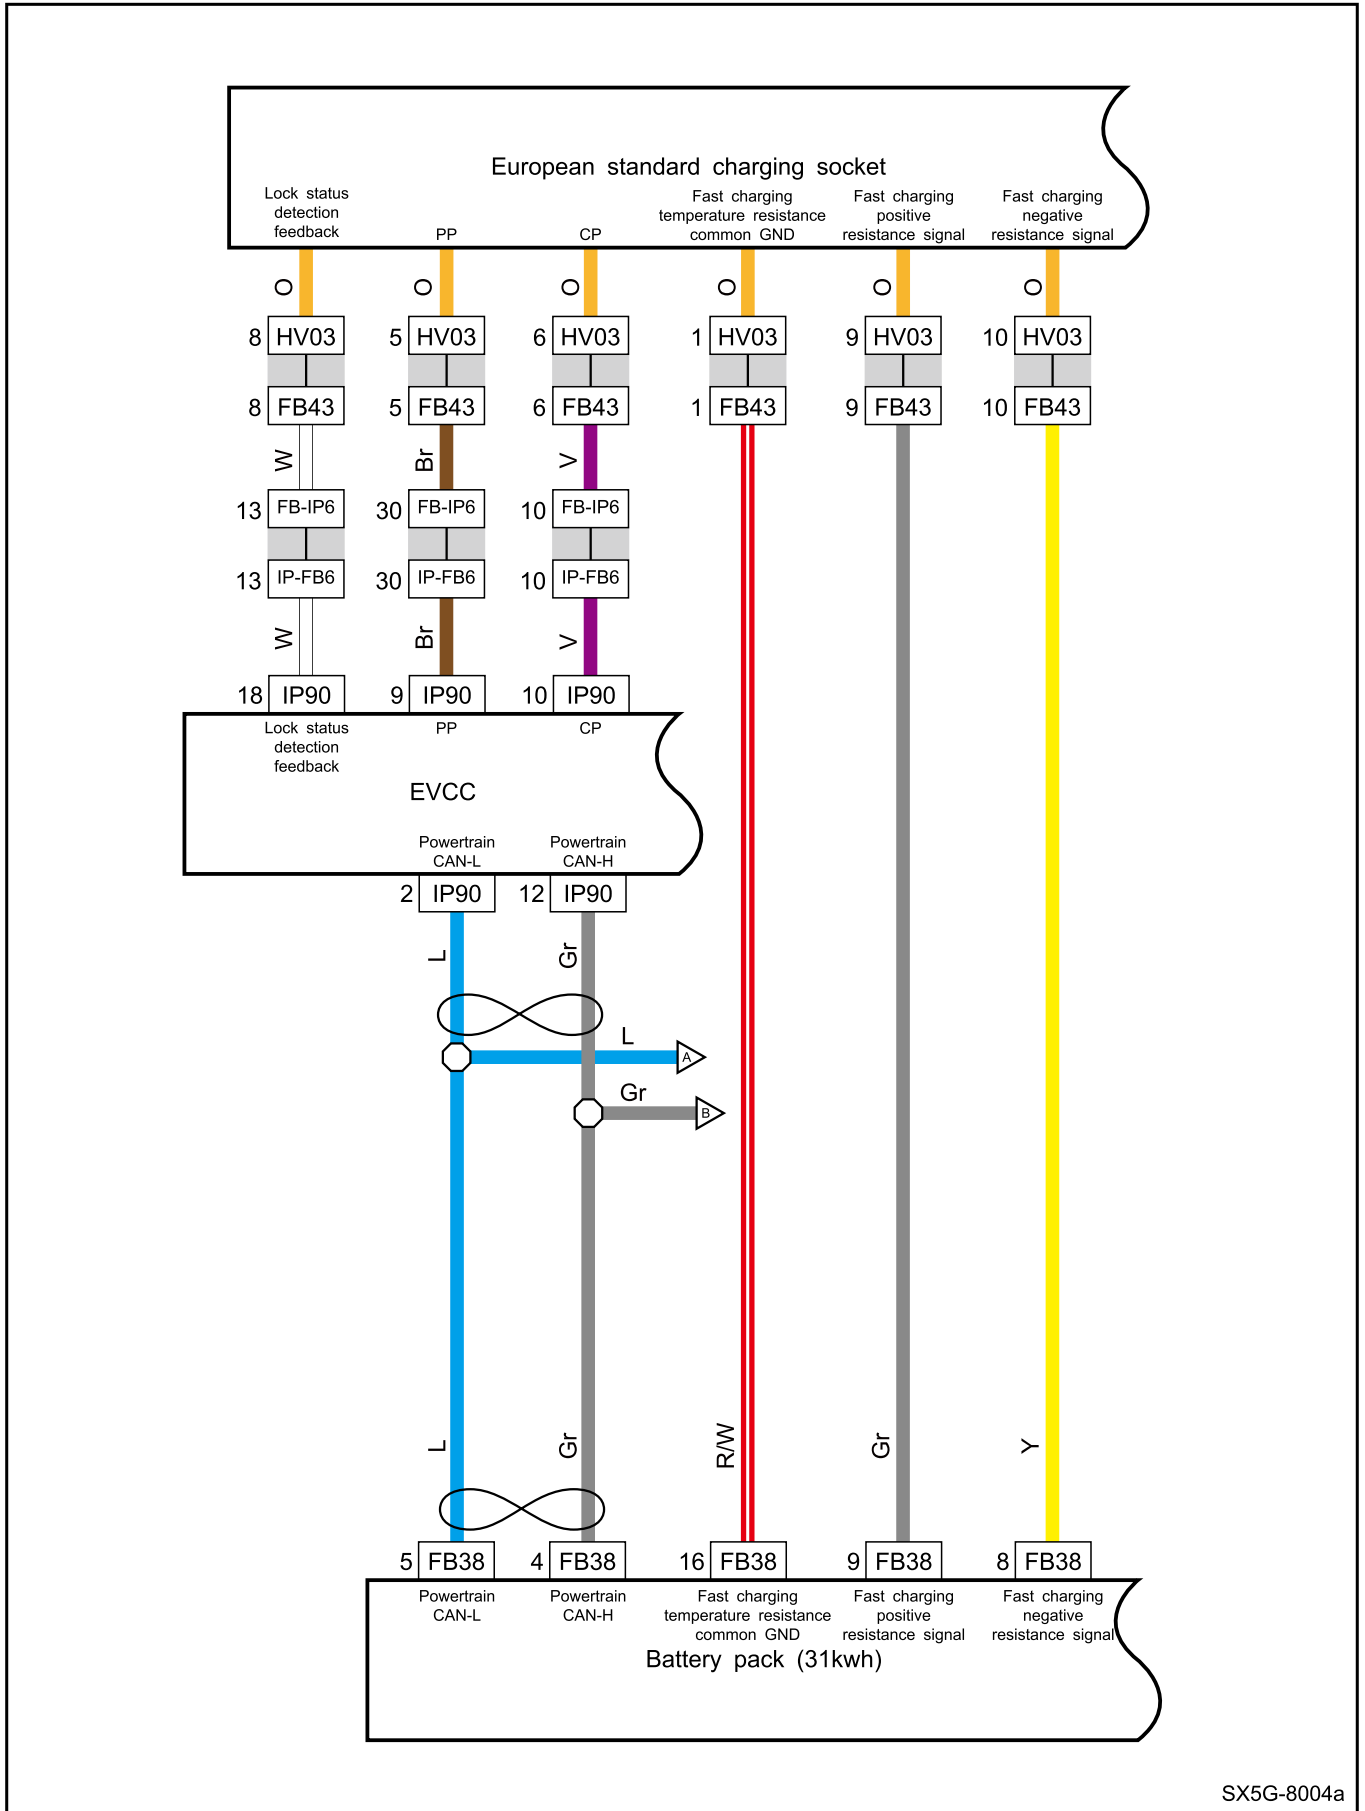 European standard charging socket
Lock status
detection
feedback
PP
CP
Fast charging
temperature resistance
common GND
Fast charging
positive
resistance signal
Fast charging
negative
resistance signal
O
O
O
O
O
O
8 HV03
5 HV03
6 HV03
1 HV03
9 HV03
10 HV03
8 FB43
5 FB43
6 FB43
1 FB43
9 FB43
10 FB43
W
Br
V
13 FB-IP6
30 FB-IP6
10 FB-IP6
13 IP-FB6
30 IP-FB6
10 IP-FB6
W
Br
V
18 IP90
9 IP90
10 IP90
Lock status
detection
feedback
PP
CP
EVCC
Powertrain
CAN-L
Powertrain
CAN-H
2 IP90
12 IP90
L
Gr
L
A
Gr
B
L
Gr
R/W
Gr
Y
5 FB38
4 FB38
16 FB38
9 FB38
8 FB38
Powertrain
CAN-L
Powertrain
CAN-H
Fast charging
temperature resistance
common GND
Fast charging
positive
resistance signal
Fast charging
negative
resistance signal
Battery pack (31kwh)
SX5G-8004a